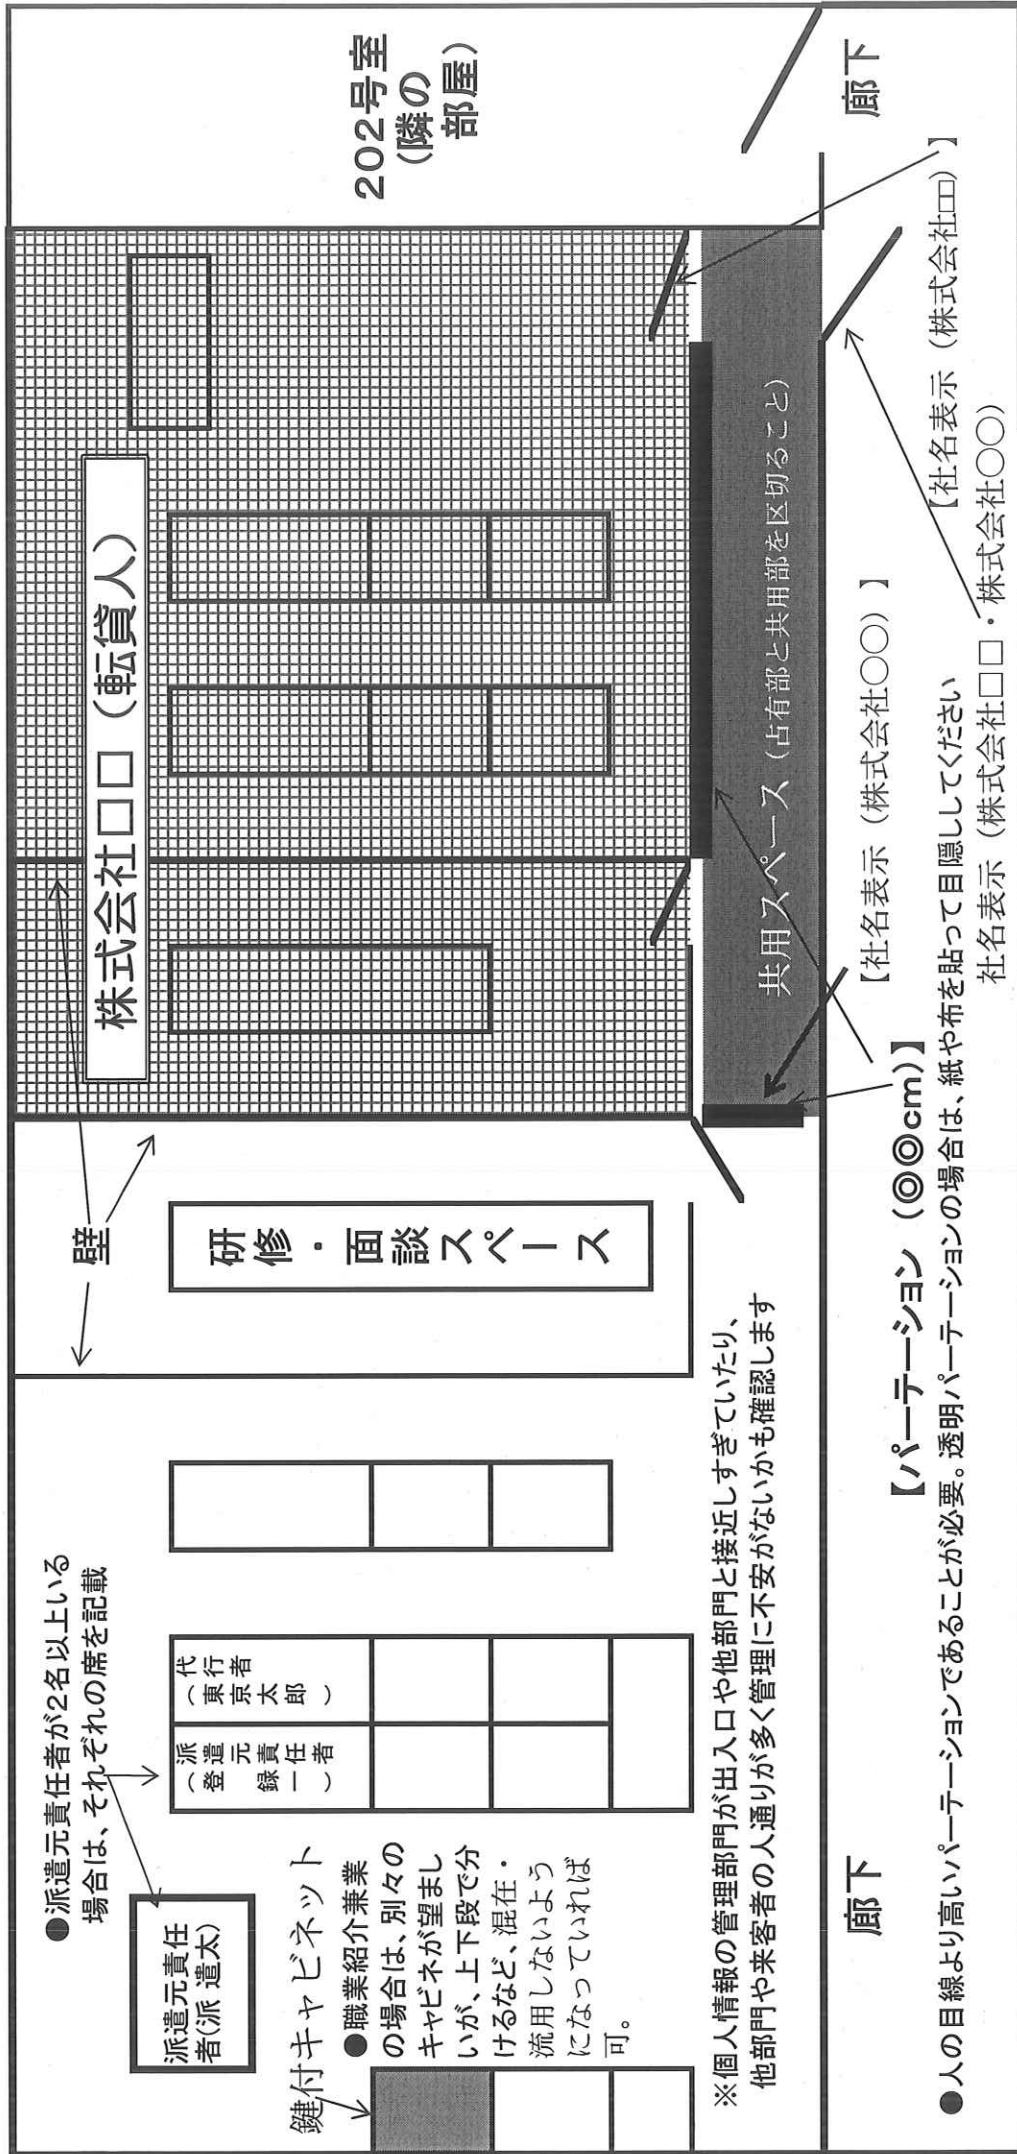 ●派遣元責任者が2名以上いる
場合は、それぞれの席を記載
派遣元責任
者(派 遣太)
鍵付キャビネット
●職業紹介兼業
の場合は、別々の
キャビネが望まし
いが、上下段で分
けるなど、混在・
流用しないよう
になっていれば
可。
派遣元責任者
（登録一）
代行者
（東京太郎）
壁
研修・面談スペース
株式会社□□（転貸人）
202号室
（隣の
部屋）
共用スペース（占有部と共用部を区切ること）
※個人情報の管理部門が出入口や他部門と接近しすぎていたり、
他部門や来客者の人通りが多く管理に不安がないかも確認します
廊下
廊下
【社名表示（株式会社○○）】
【社名表示（株式会社□□）】
【パーテーション（◎◎cm）】
●人の目線より高いパーテーションであることが必要。透明パーテーションの場合は、紙や布を貼って目隠ししてください
社名表示（株式会社□□・株式会社○○）